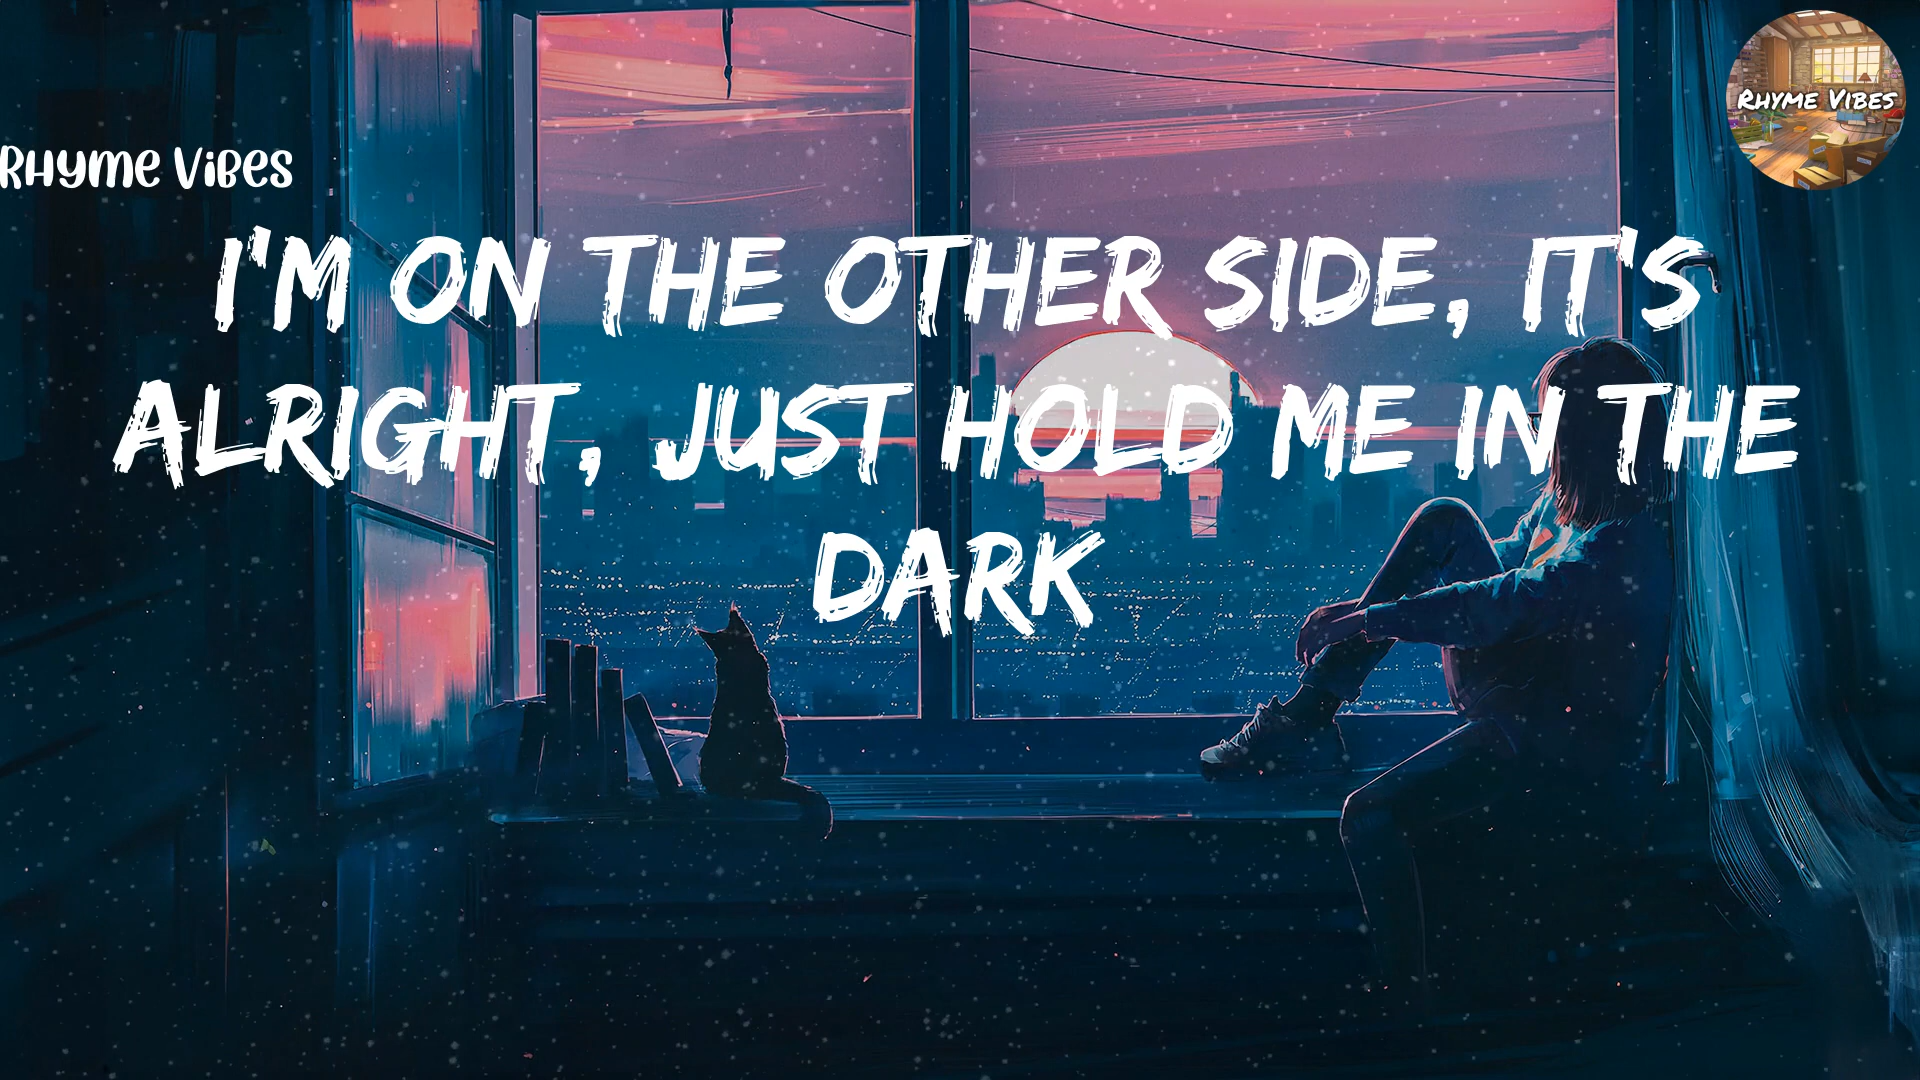 Rhyme Vibes
RHYME VIBES
I'M ON THE OTHER SIDE, IT'S
ALRIGHT, JUST HOLD ME IN THE
DARK